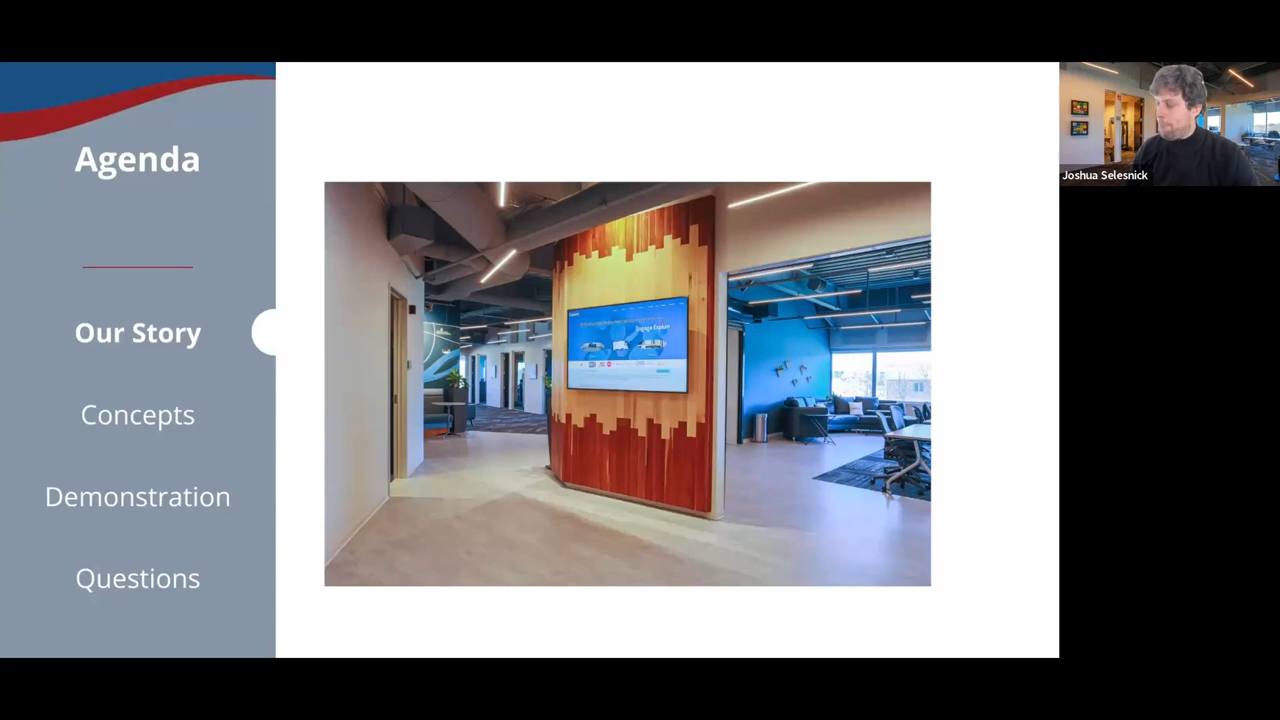 Agenda
Our Story
Concepts
Demonstration
Questions
Joshua Selesnick